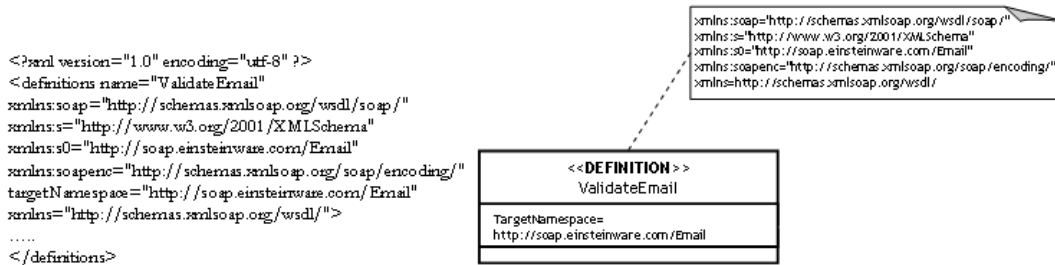 <?xml version="1.0" encoding="utf-8" ?>
<definitions name="ValidateEmail"
xmlns:soap="http://schemas.xmlsoap.org/wsdl/soap/"
xmlns:s="http://www.w3.org/2001/XMLSchema"
xmlns:s0="http://soap.einsteinware.com/Email"
xmlns:soapenc="http://schemas.xmlsoap.org/soap/encoding/"
targetNamespace="http://soap.einsteinware.com/Email"
xmlns="http://schemas.xmlsoap.org/wsdl/">
.....
</definitions>
xmlns:soap="http://schemas.xmlsoap.org/wsdl/soap/"
xmlns:s="http://www.w3.org/2001/XMLSchema"
xmlns:s0="http://soap.einsteinware.com/Email"
xmlns:soapenc="http://schemas.xmlsoap.org/soap/encoding/"
xmlns=http://schemas.xmlsoap.org/wsdl/
<<DEFINITION>>
ValidateEmail
TargetNamespace=
http://soap.einsteinware.com/Email